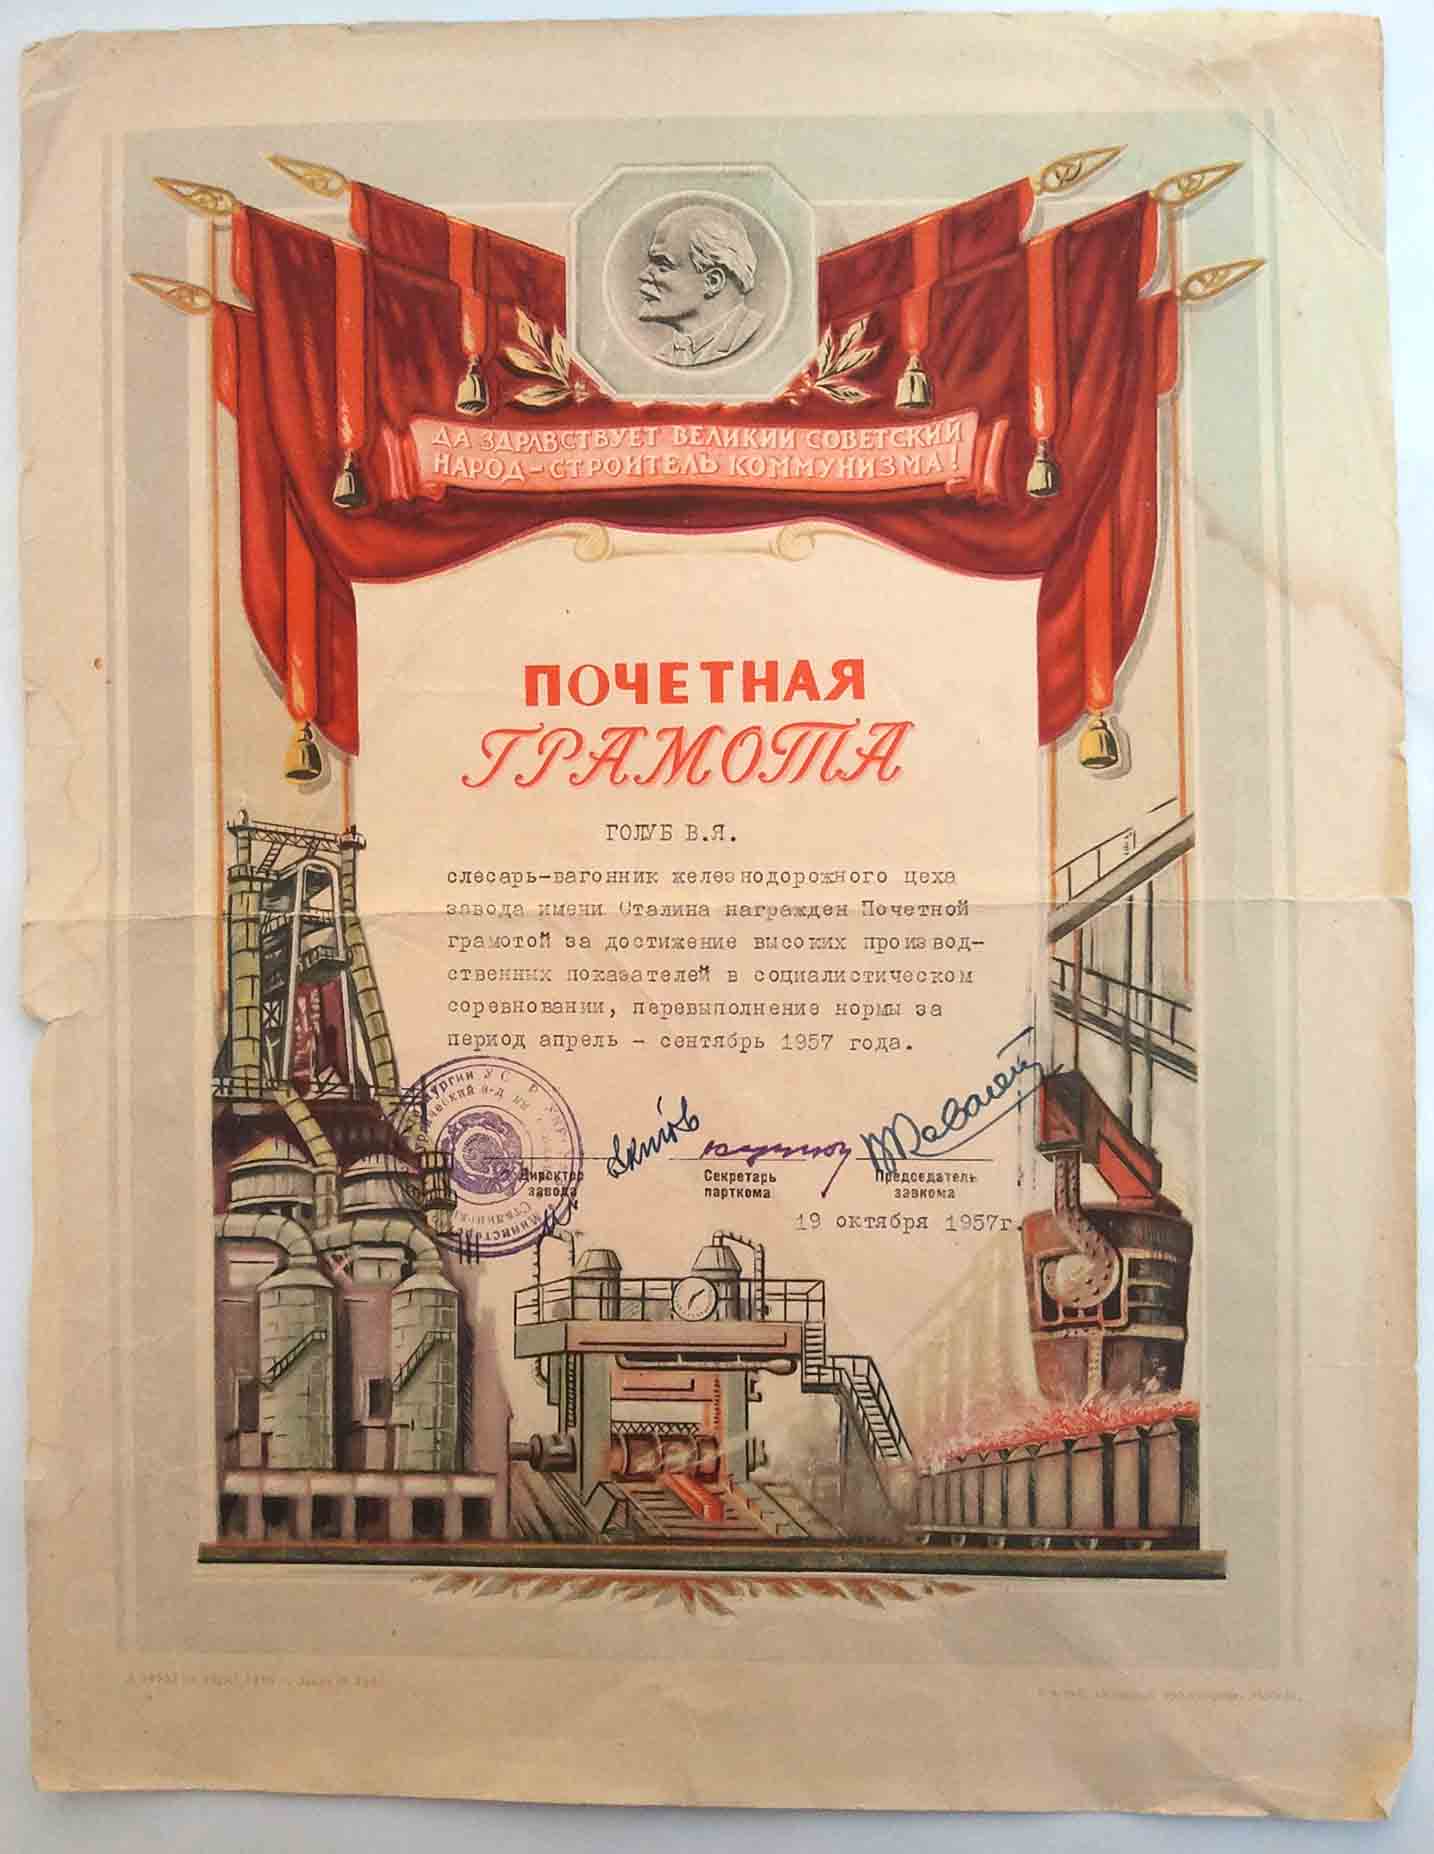 ДА ЗДРАВСТВУЕТ ВЕЛИКИЙ СОВЕТСКИЙ
НАРОД-СТРОИТЕЛЬ КОММУНИЗМА!
ПОЧЕТНАЯ
ГРАМОТА
ГОЛУБ В.Я.
слесарь-вагонник железнодорожного цеха
завода имени Сталина награжден Почетной
грамотой за достижение высоких производ-
ственных показателей в социалистическом
соревновании, перевыполнение нормы за
период апрель - сентябрь 1957 года.
Директор
завода
Секретарь
парткома
Председатель
завкома
19 октября 1957г.